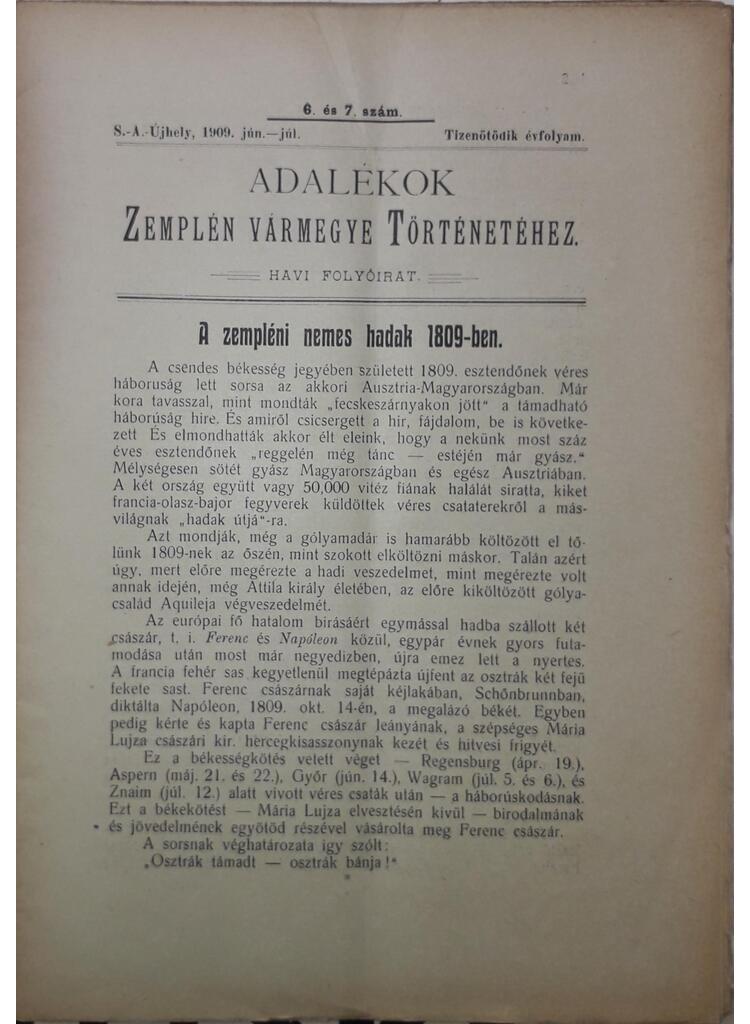 6. és 7. szám.
S.-A.-Újhely, 1909. jún.—júl.
Tizenötödik évfolyam.
ADALÉKOK
ZEMPLÉN VÁRMEGYE TÖRTÉNETÉHEZ.
HAVI FOLYÓIRAT.
A zempléni nemes hadak 1809-ben.
A csendes békesség jegyében született 1809. esztendőnek véres
háboruság lett sorsa az akkori Ausztria-Magyarországban. Már
kora tavasszal, mint mondták „fecskeszárnyakon jött“ a támadható
háborúság hire. És amiről csicsergett a hir, fájdalom, be is követke-
zett És elmondhatták akkor élt eleink, hogy a nekünk most száz
éves esztendőnek „reggelén még tánc — estéjén már gyász.“
Mélységesen sötét gyász Magyarországban és egész Ausztriában.
A két ország együtt vagy 50,000 vitéz fiának halálát siratta, kiket
francia-olasz-bajor fegyverek küldöttek véres csataterekről a más-
világnak „hadak útjá“-ra.
Azt mondják, még a gólyamadár is hamarább költözött el tő-
lünk 1809-nek az őszén, mint szokott elköltözni máskor. Talán azért
úgy, mert előre megérezte a hadi veszedelmet, mint megérezte volt
annak idején, még Attila király életében, az előre kiköltözött gólya-
család Aquileja végveszedelmét.
Az európai fő hatalom birásáért egymással hadba szállott két
császár, t. i. Ferenc és Napóleon közül, egypár évnek gyors futa-
modása után most már negyedizben, újra emez lett a nyertes.
A francia fehér sas kegyetlenül megtépázta újfent az osztrák két fejü
fekete sast. Ferenc császárnak saját kéjlakában, Schönbrunnban,
diktálta Napóleon, 1809. okt. 14-én, a megalázó békét. Egyben
pedig kérte és kapta Ferenc császár leányának, a szépséges Mária
Lujza császári kir. hercegkisasszonynak kezét és hitvesi frigyét.
Ez a békességkötés vetett véget — Regensburg (ápr. 19.),
Aspern (máj. 21. és 22.), Győr (jún. 14.), Wagram (júl. 5. és 6.), és
Znaim (júl. 12.) alatt vivott véres csaták után — a háborúskodásnak.
Ezt a békekötést — Mária Lujza elvesztésén kivül — birodalmának
és jövedelmének egyötöd részével vásárolta meg Ferenc császár.
A sorsnak véghatározata igy szólt:
„Osztrák támadt — osztrák bánja!“